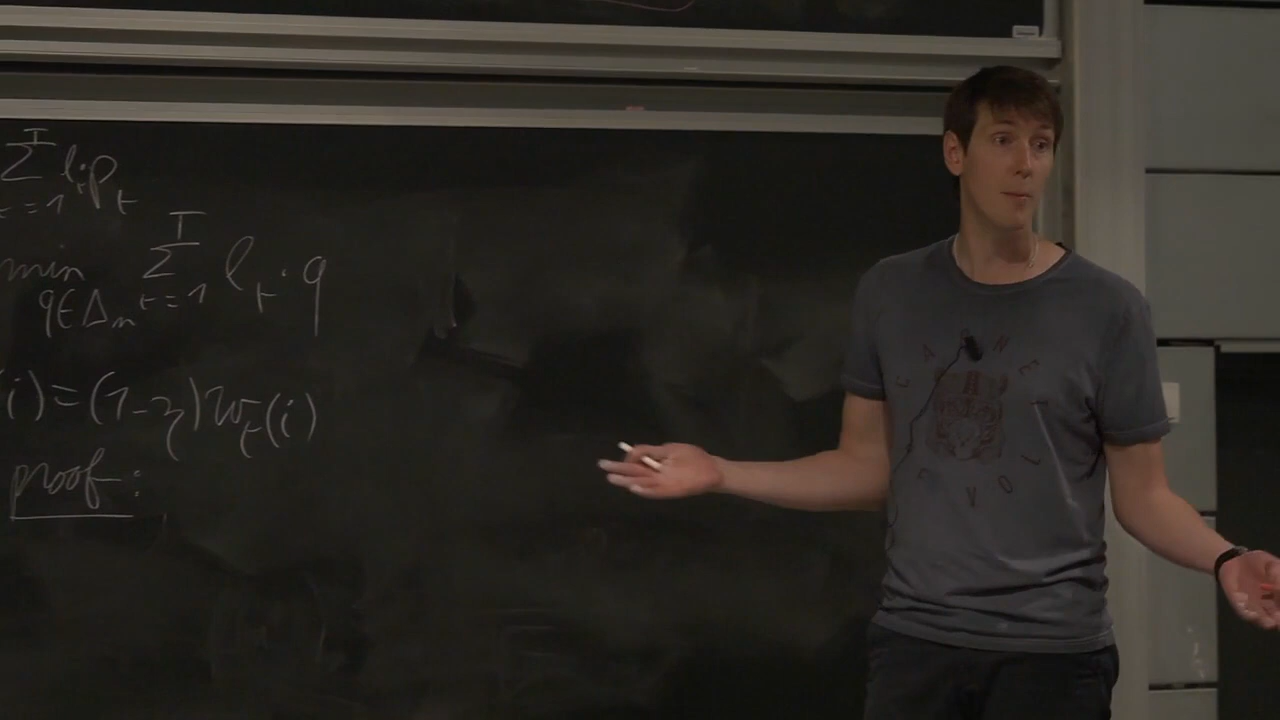 T
Σ l_t · p_t
t=1
T
min Σ l_t · q
q∈Δ_n t=1
i) = (1-η) w_t(i)
proof: